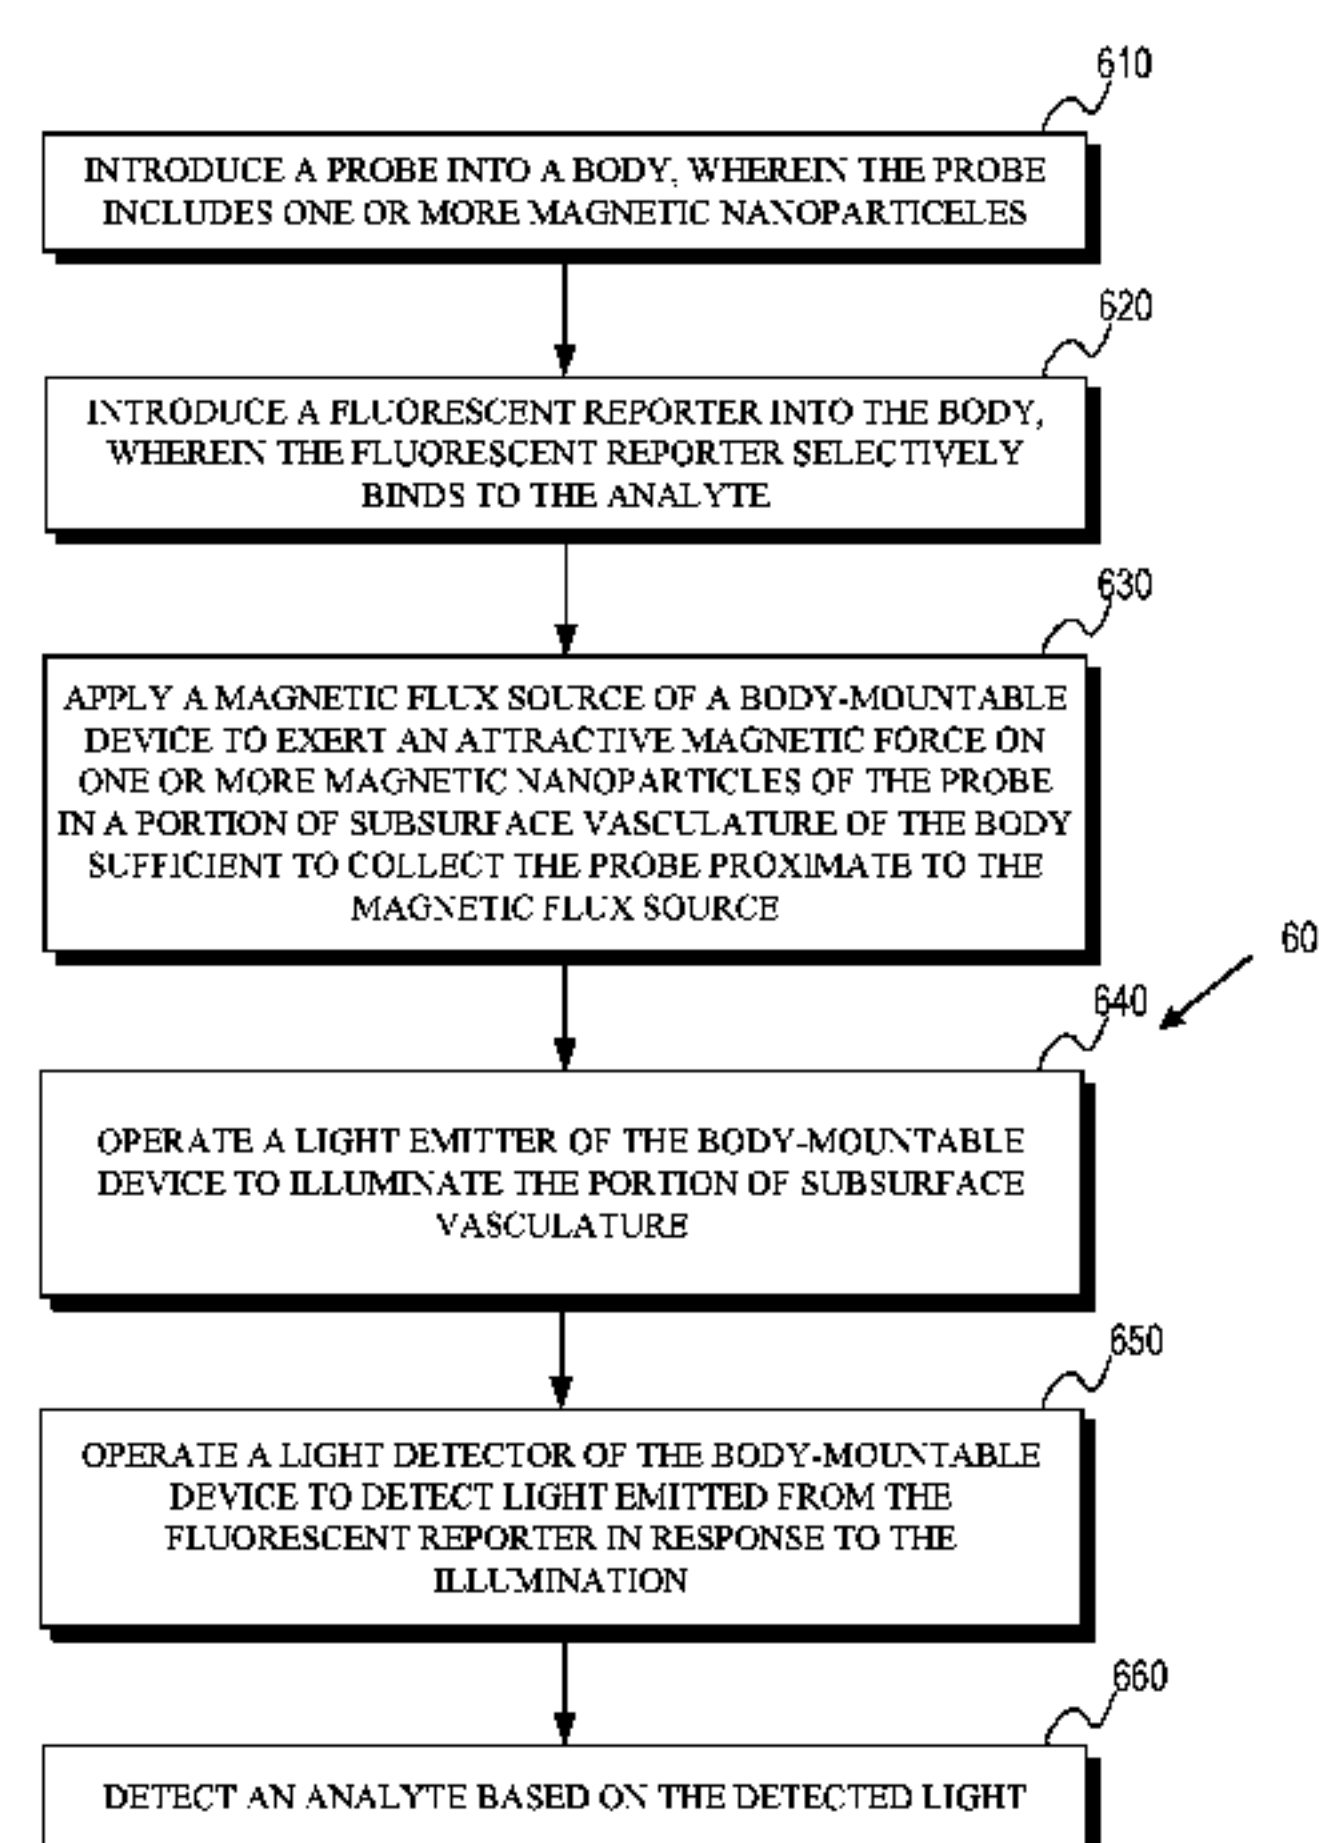 610
INTRODUCE A PROBE INTO A BODY, WHEREIN THE PROBE
INCLUDES ONE OR MORE MAGNETIC NANOPARTICELES
620
INTRODUCE A FLUORESCENT REPORTER INTO THE BODY,
WHEREIN THE FLUORESCENT REPORTER SELECTIVELY
BINDS TO THE ANALYTE
630
APPLY A MAGNETIC FLUX SOURCE OF A BODY-MOUNTABLE
DEVICE TO EXERT AN ATTRACTIVE MAGNETIC FORCE ON
ONE OR MORE MAGNETIC NANOPARTICLES OF THE PROBE
IN A PORTION OF SUBSURFACE VASCULATURE OF THE BODY
SUFFICIENT TO COLLECT THE PROBE PROXIMATE TO THE
MAGNETIC FLUX SOURCE
60
640
OPERATE A LIGHT EMITTER OF THE BODY-MOUNTABLE
DEVICE TO ILLUMINATE THE PORTION OF SUBSURFACE
VASCULATURE
650
OPERATE A LIGHT DETECTOR OF THE BODY-MOUNTABLE
DEVICE TO DETECT LIGHT EMITTED FROM THE
FLUORESCENT REPORTER IN RESPONSE TO THE
ILLUMINATION
660
DETECT AN ANALYTE BASED ON THE DETECTED LIGHT